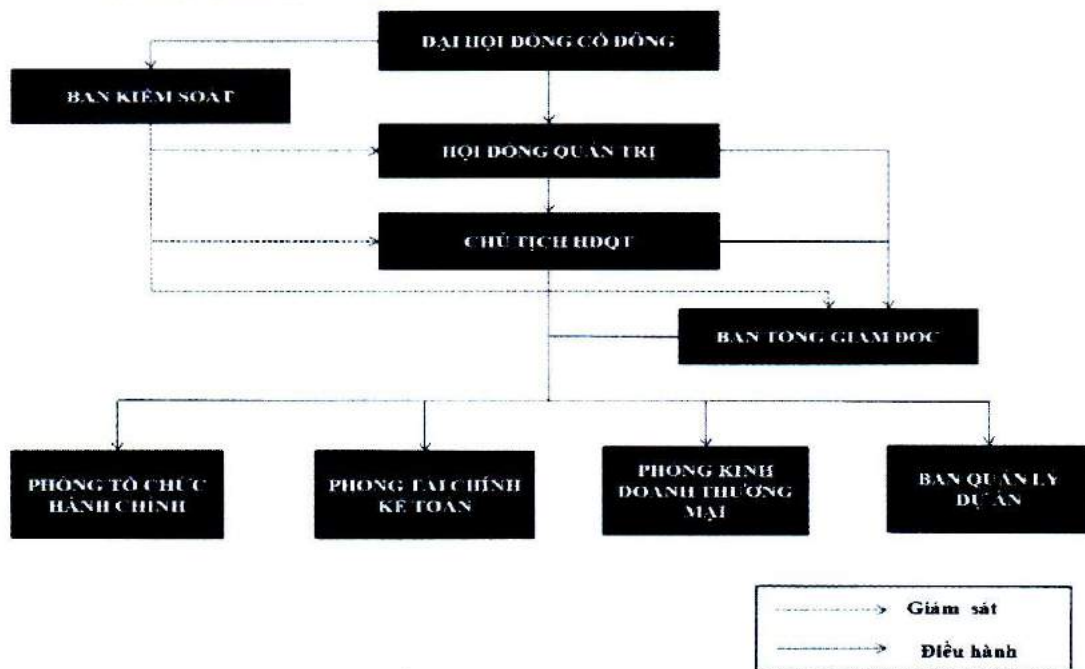 ĐẠI HỘI ĐỒNG CỔ ĐÔNG
BAN KIỂM SOÁT
HỘI ĐỒNG QUẢN TRỊ
CHỦ TỊCH HĐQT
BAN TỔNG GIÁM ĐỐC
PHÒNG TỔ CHỨC
HÀNH CHÍNH
PHÒNG TÀI CHÍNH
KẾ TOÁN
PHÒNG KINH
DOANH THƯƠNG
MẠI
BAN QUẢN LÝ
DỰ ÁN
Giám sát
Điều hành